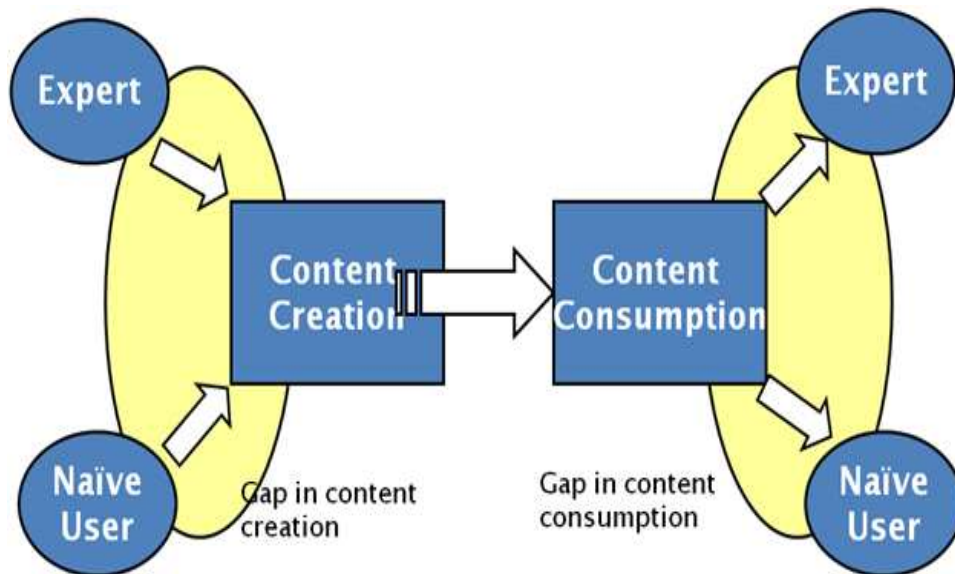 Expert
Expert
Content
Creation
Content
Consumption
Naïve
User
Gap in content
creation
Gap in content
consumption
Naïve
User